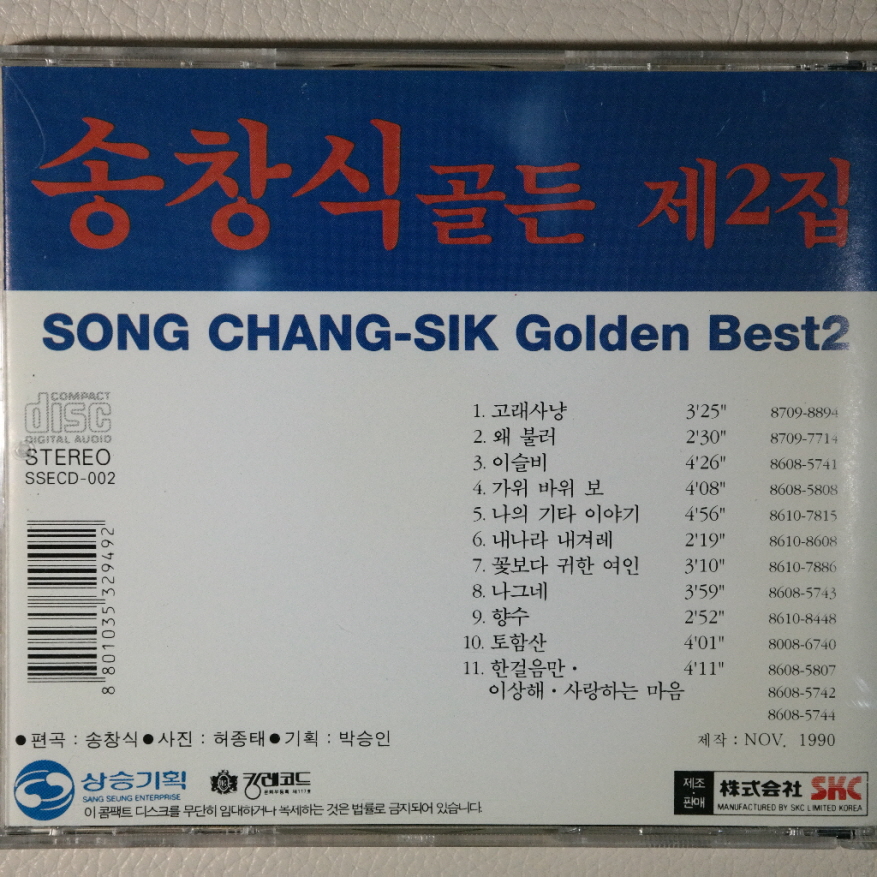 송창식 골든 제2집
SONG CHANG-SIK Golden Best2
COMPACT
disc
DIGITAL AUDIO
STEREO
SSECD-002
8 801035 329492
1. 고래사냥 3'25" 8709-8894
2. 왜 불러 2'30" 8709-7714
3. 이슬비 4'26" 8608-5741
4. 가위 바위 보 4'08" 8608-5808
5. 나의 기타 이야기 4'56" 8610-7815
6. 내나라 내겨레 2'19" 8610-8608
7. 꽃보다 귀한 여인 3'10" 8610-7886
8. 나그네 3'59" 8608-5743
9. 향수 2'52" 8610-8448
10. 토함산 4'01" 8008-6740
11. 한걸음만· 4'11" 8608-5807
이상해·사랑하는 마음 8608-5742
8608-5744
●편곡 : 송창식●사진 : 허종태●기획 : 박승인 제작 : NOV, 1990
상승기획
SANG SEUNG ENTERPRISE
킹레코드
이 콤팩트 디스크를 무단히 임대하거나 복제하는 것은 법률로 금지되어 있습니다.
제조·판매
株式会社 SKC
MANUFACTURED BY SKC LIMITED KOREA